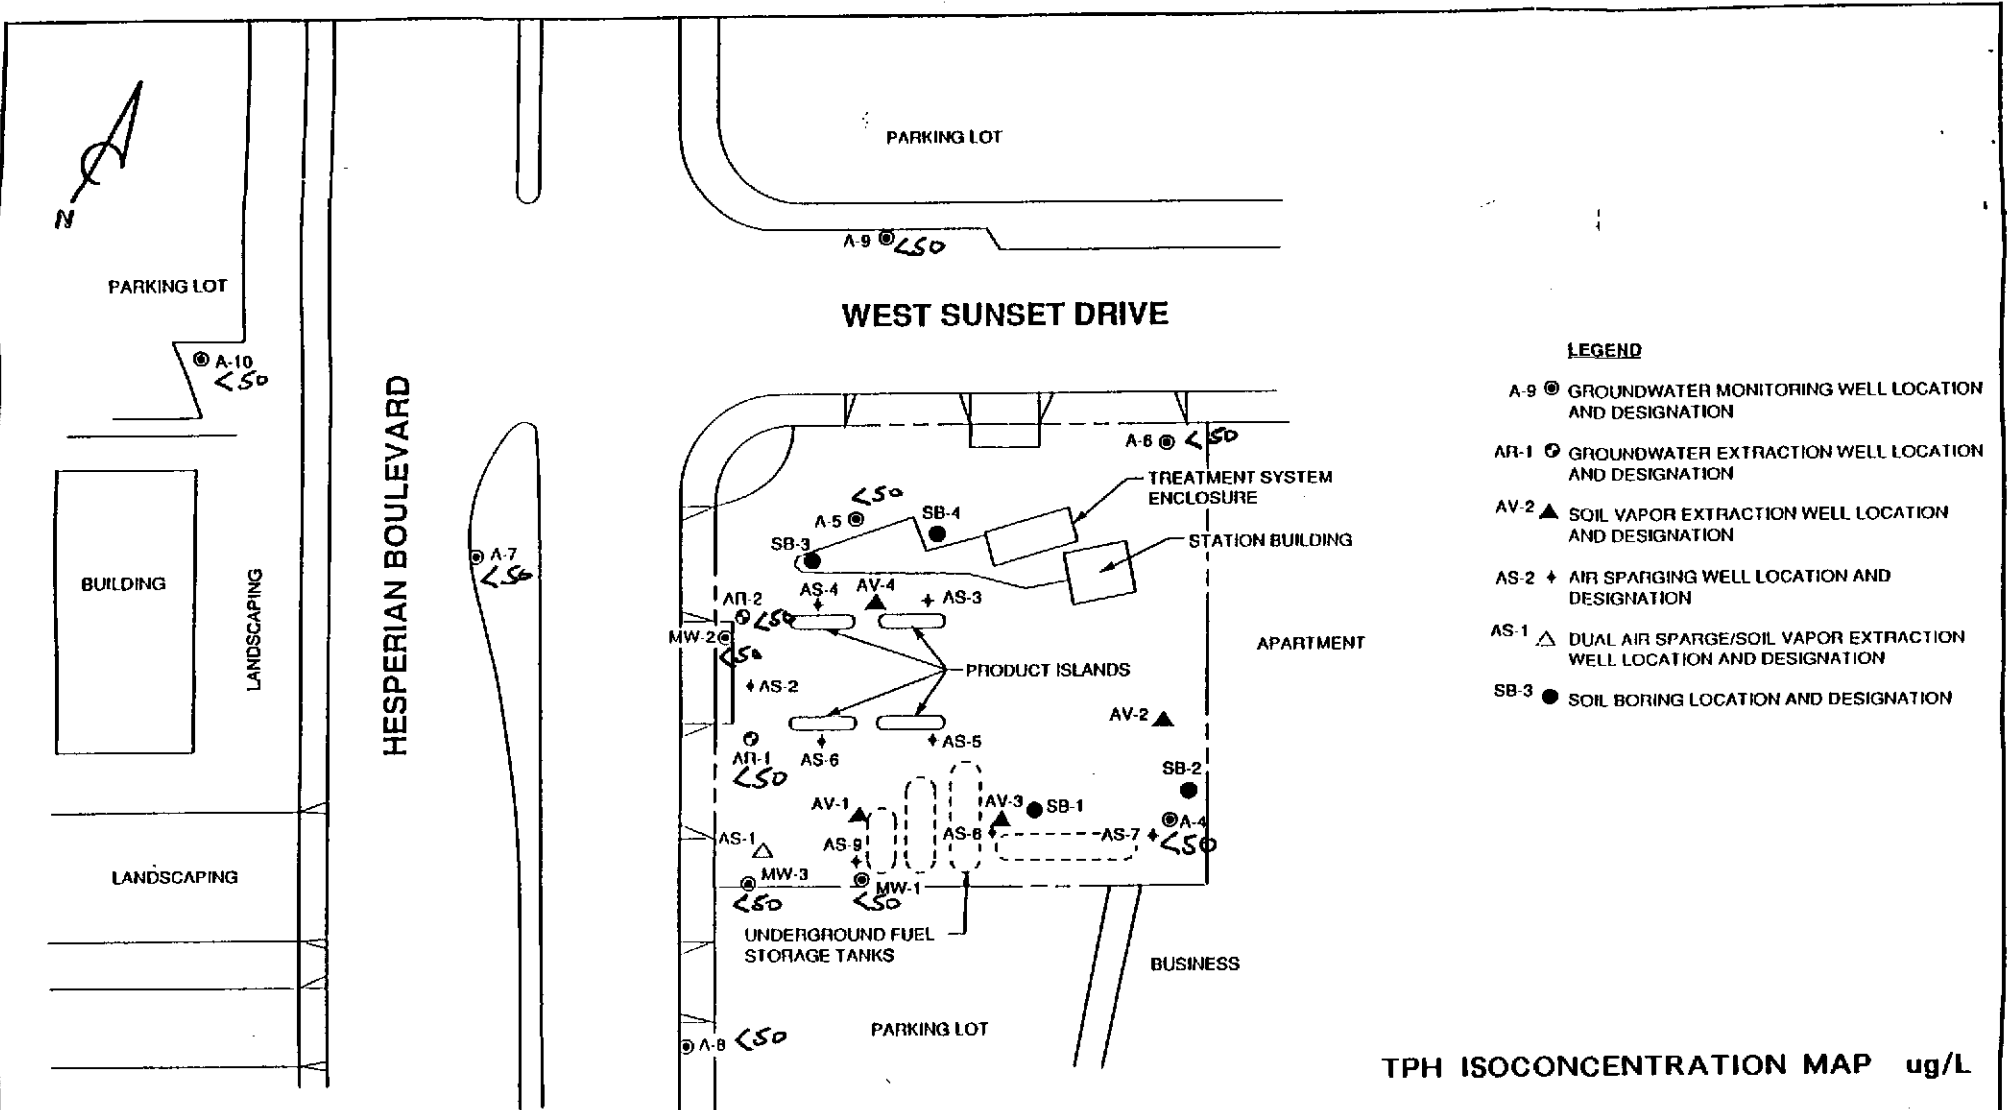 PARKING LOT
N
A-9 <50
PARKING LOT
WEST SUNSET DRIVE
A-10
<50
HESPERIAN BOULEVARD
LEGEND
A-9 GROUNDWATER MONITORING WELL LOCATION
AND DESIGNATION
AR-1 GROUNDWATER EXTRACTION WELL LOCATION
AND DESIGNATION
AV-2 SOIL VAPOR EXTRACTION WELL LOCATION
AND DESIGNATION
AS-2 AIR SPARGING WELL LOCATION AND
DESIGNATION
AS-1 DUAL AIR SPARGE/SOIL VAPOR EXTRACTION
WELL LOCATION AND DESIGNATION
SB-3 SOIL BORING LOCATION AND DESIGNATION
A-6 <50
TREATMENT SYSTEM
ENCLOSURE
<50
A-5
SB-4
STATION BUILDING
SB-3
A-7
<50
BUILDING
LANDSCAPING
AS-4
AV-4
AS-3
AR-2
<50
MW-2
<50
APARTMENT
PRODUCT ISLANDS
AS-2
AV-2
AS-5
AR-1
<50
AS-6
SB-2
AV-1
AV-3
SB-1
A-4
<50
AS-1
AS-9
AS-8
AS-7
LANDSCAPING
MW-3
<50
MW-1
<50
UNDERGROUND FUEL
STORAGE TANKS
BUSINESS
PARKING LOT
A-8 <50
TPH ISOCONCENTRATION MAP ug/L